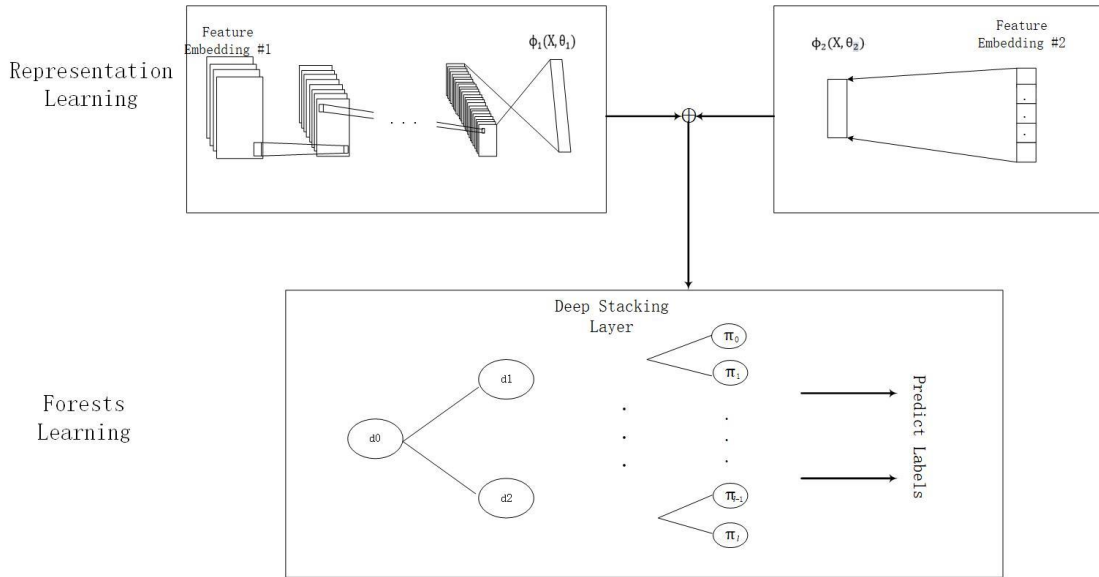 Representation
Learning
Feature
Embedding #1
ϕ₁(X,θ₁)
. . .
ϕ₂(X,θ₂)
Feature
Embedding #2
Forests
Learning
Deep Stacking
Layer
d0
d1
d2
π₀
π₁
πₗ₋₁
πₗ
Predict Labels